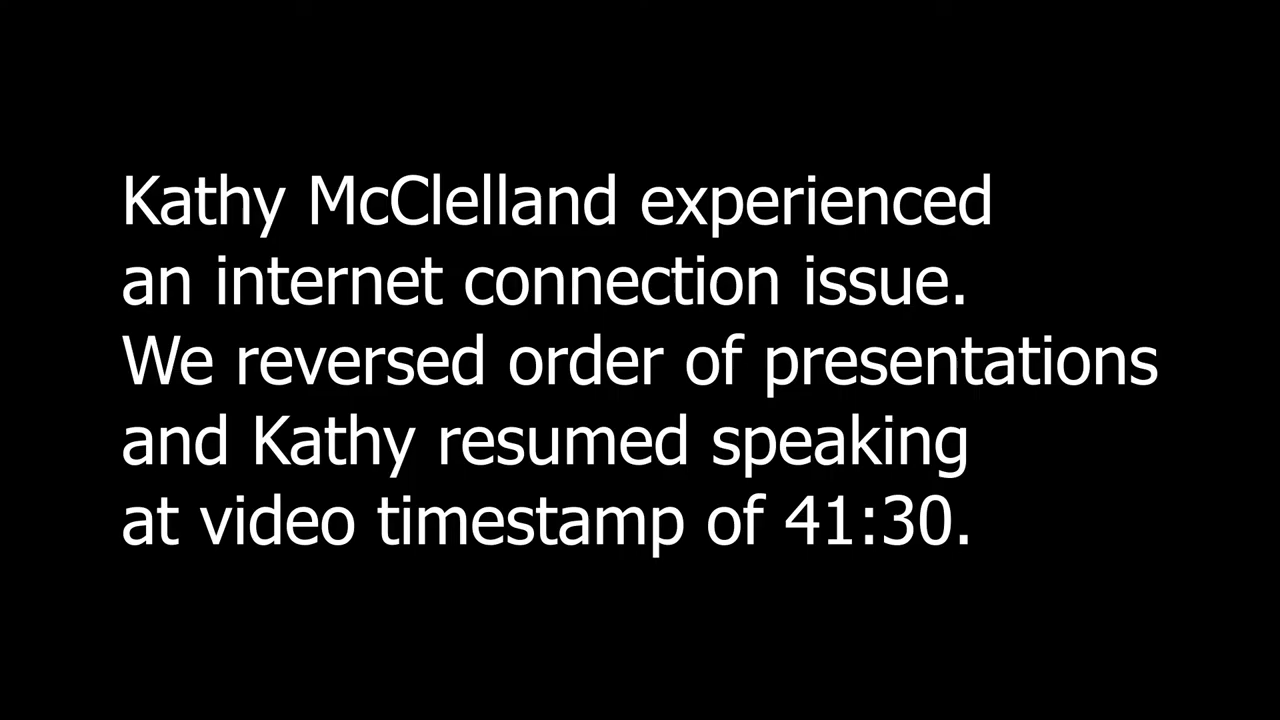 Kathy McClelland experienced
an internet connection issue.
We reversed order of presentations
and Kathy resumed speaking
at video timestamp of 41:30.